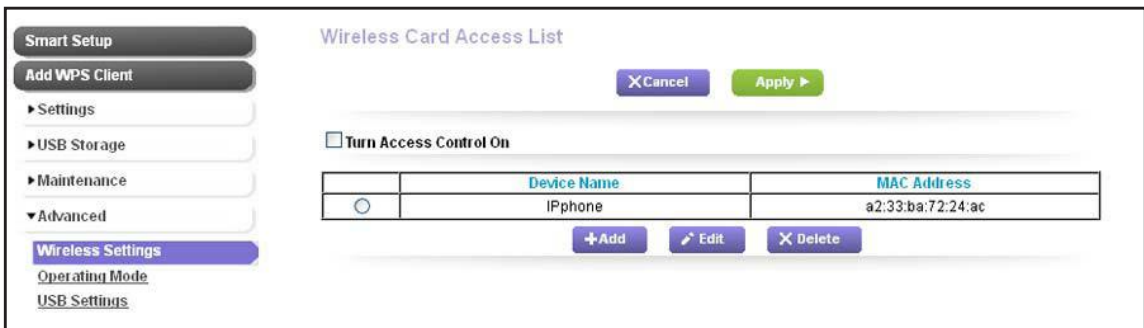 Smart Setup
Add WPS Client
Settings
USB Storage
Maintenance
Advanced
Wireless Settings
Operating Mode
USB Settings
Wireless Card Access List
XCancel Apply
Turn Access Control On
Device Name MAC Address
IPphone a2:33:ba:72:24:ac
+Add Edit X Delete